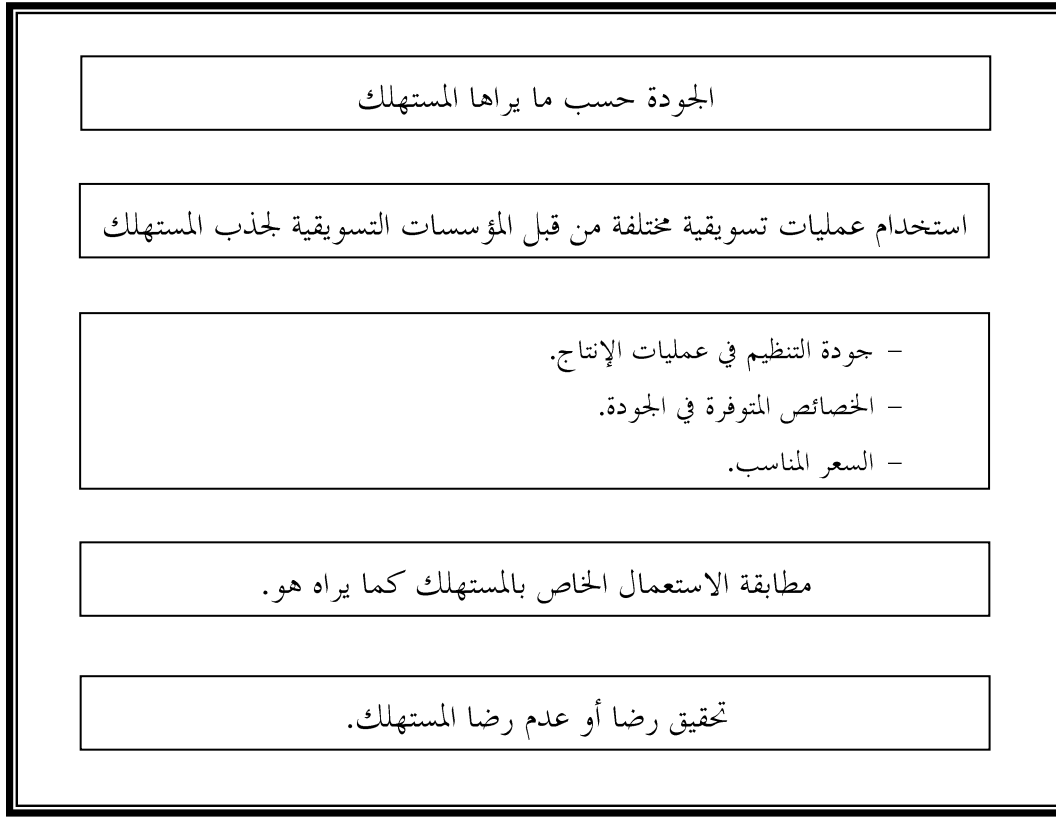 الجودة حسب ما يراها المستهلك
استخدام عمليات تسويقية مختلفة من قبل المؤسسات التسويقية لجذب المستهلك
– جودة التنظيم في عمليات الإنتاج.
– الخصائص المتوفرة في الجودة.
– السعر المناسب.
مطابقة الاستعمال الخاص بالمستهلك كما يراه هو.
تحقيق رضا أو عدم رضا المستهلك.